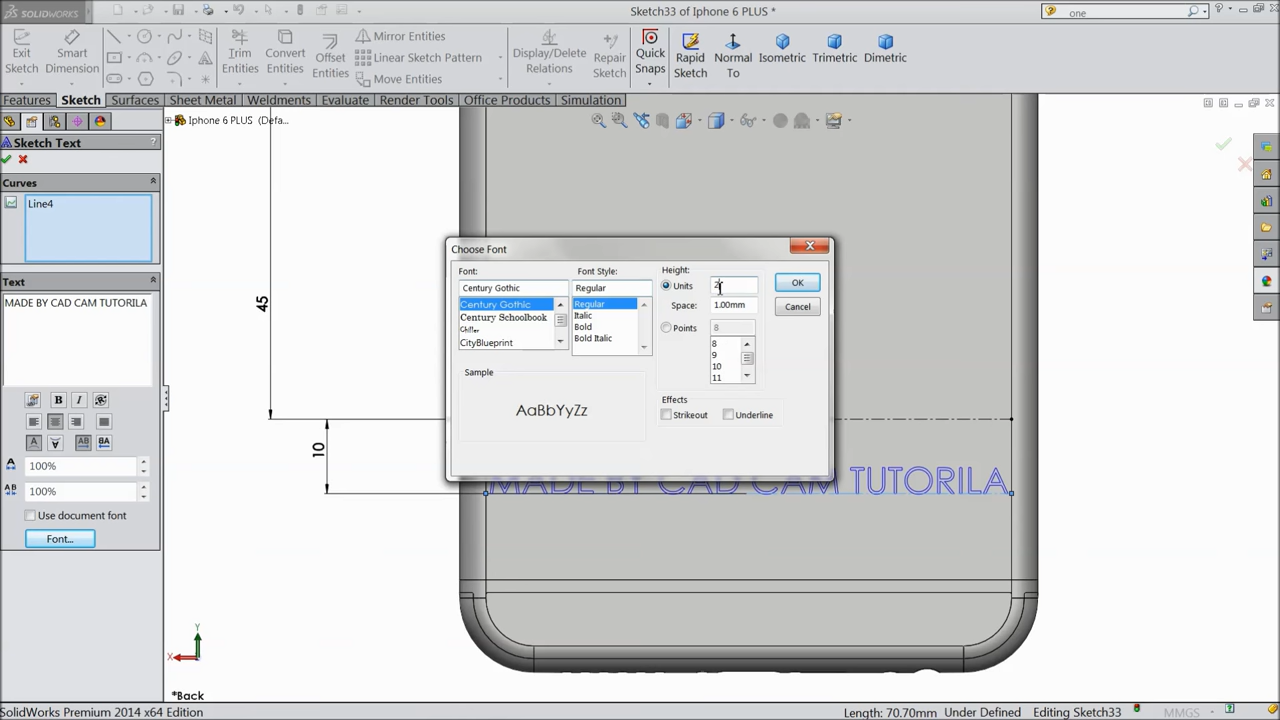 SOLIDWORKS
Sketch33 of Iphone 6 PLUS *
one
Exit Sketch
Smart Dimension
Trim Entities
Convert Entities
Offset Entities
Mirror Entities
Linear Sketch Pattern
Move Entities
Display/Delete Relations
Repair Sketch
Quick Snaps
Rapid Sketch
Normal To
Isometric
Trimetric
Dimetric
Features Sketch Surfaces Sheet Metal Weldments Evaluate Render Tools Office Products Simulation
Iphone 6 PLUS (Defa...
Sketch Text
Curves
Line4
Text
MADE BY CAD CAM TUTORILA
B I
A
AB
100%
100%
Use document font
Font...
45
10
Choose Font
Font:
Century Gothic
Century Gothic
Century Schoolbook
Chiller
CityBlueprint
Font Style:
Regular
Regular
Italic
Bold
Bold Italic
Height:
Units
Space: 1.00mm
Points 8
8
9
10
11
OK
Cancel
Sample
AaBbYyZz
Effects
Strikeout Underline
MADE BY CAD CAM TUTORILA
Y
X
*Back
SolidWorks Premium 2014 x64 Edition
Length: 70.70mm Under Defined Editing Sketch33 MMGS